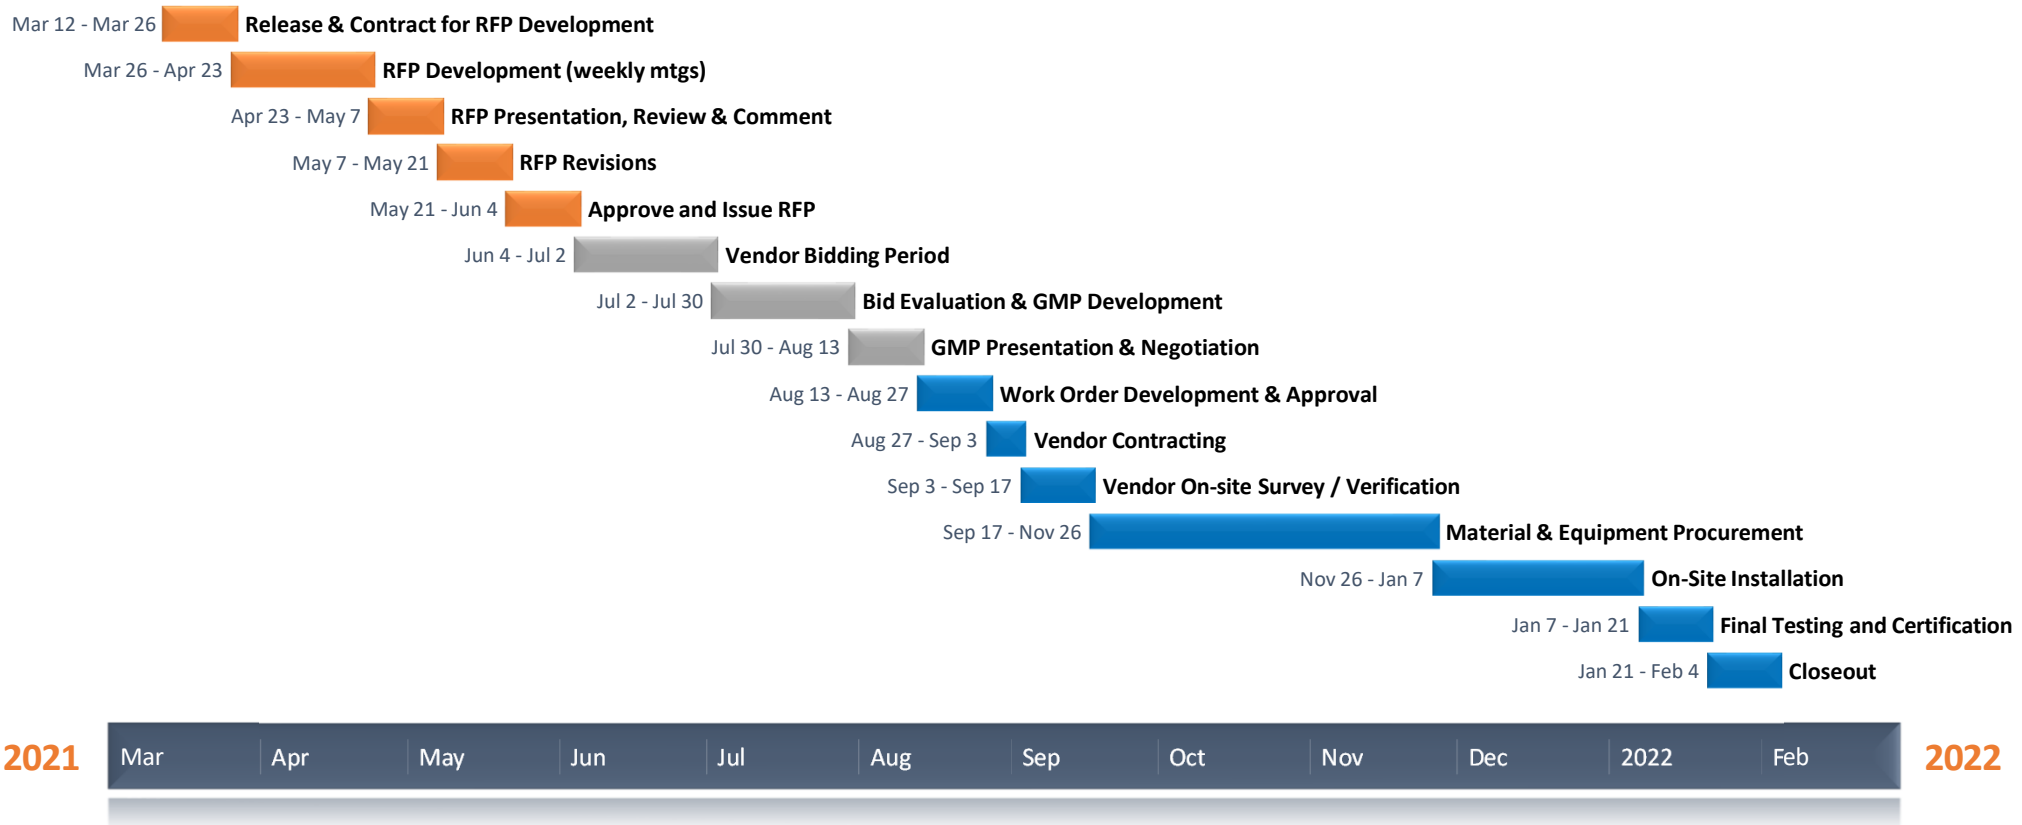 Mar 12 - Mar 26 Release & Contract for RFP Development
Mar 26 - Apr 23 RFP Development (weekly mtgs)
Apr 23 - May 7 RFP Presentation, Review & Comment
May 7 - May 21 RFP Revisions
May 21 - Jun 4 Approve and Issue RFP
Jun 4 - Jul 2 Vendor Bidding Period
Jul 2 - Jul 30 Bid Evaluation & GMP Development
Jul 30 - Aug 13 GMP Presentation & Negotiation
Aug 13 - Aug 27 Work Order Development & Approval
Aug 27 - Sep 3 Vendor Contracting
Sep 3 - Sep 17 Vendor On-site Survey / Verification
Sep 17 - Nov 26 Material & Equipment Procurement
Nov 26 - Jan 7 On-Site Installation
Jan 7 - Jan 21 Final Testing and Certification
Jan 21 - Feb 4 Closeout
2021 Mar Apr May Jun Jul Aug Sep Oct Nov Dec 2022 Feb 2022